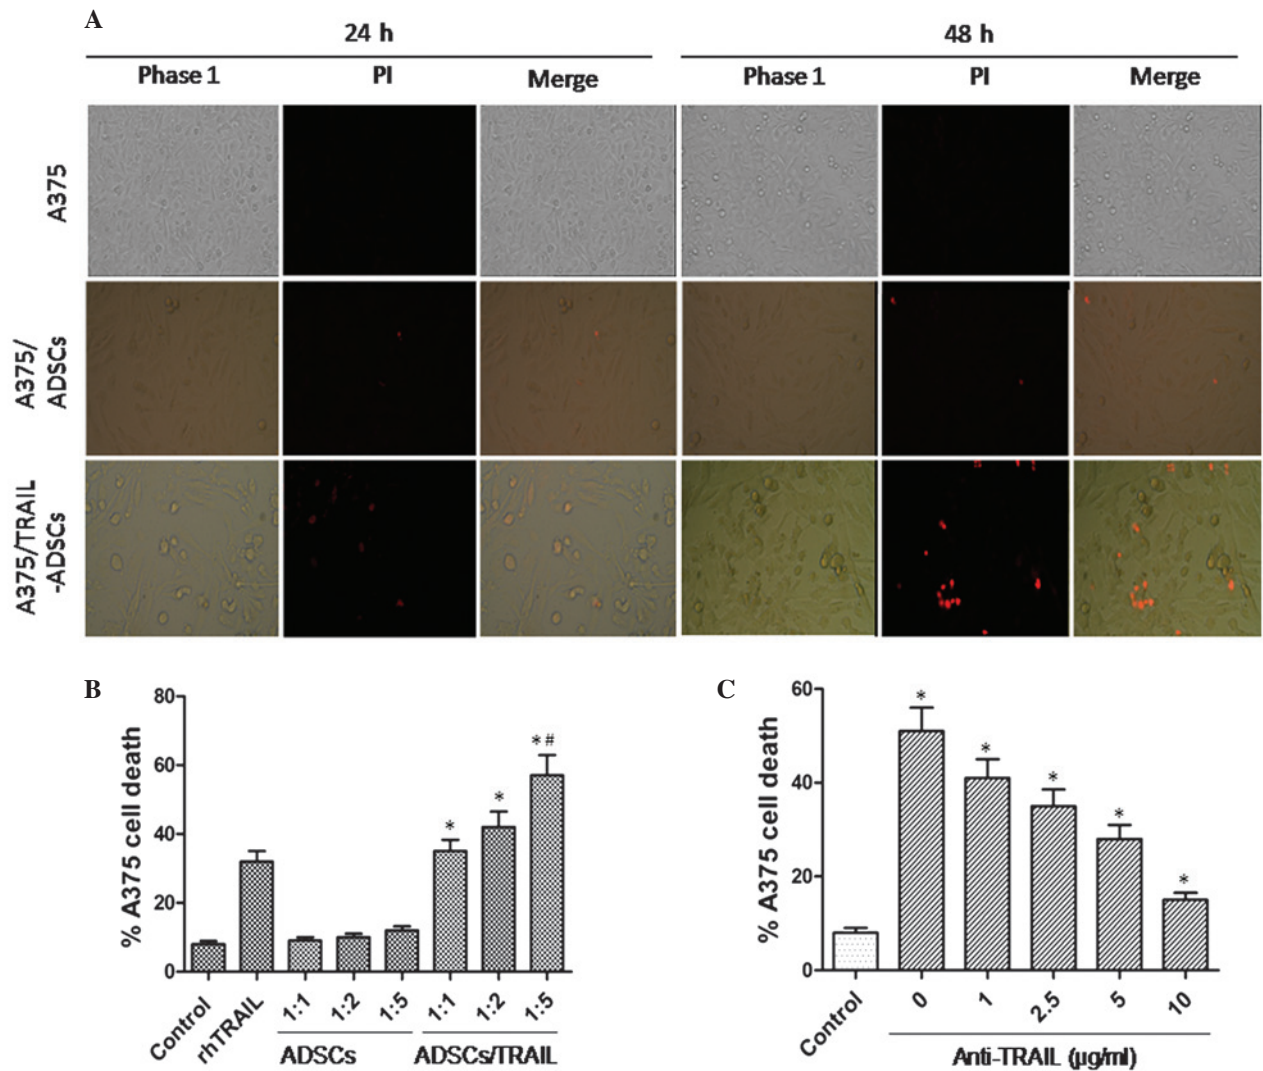 A
24 h
48 h
Phase 1
PI
Merge
Phase 1
PI
Merge
A375
A375/
ADSCs
A375/TRAIL
-ADSCs
B
% A375 cell death
80
60
40
20
0
*
*
*#
Control
rhTRAIL
1:1
1:2
1:5
1:1
1:2
1:5
ADSCs
ADSCs/TRAIL
C
% A375 cell death
60
40
20
0
*
*
*
*
*
Control
0
1
2.5
5
10
Anti-TRAIL (µg/ml)